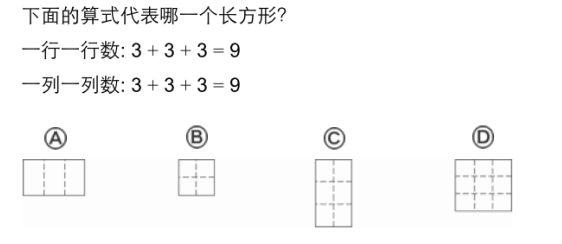 下面的算式代表哪一个长方形?
一行一行数: 3 + 3 + 3 = 9
一列一列数: 3 + 3 + 3 = 9
Ⓐ Ⓑ Ⓒ Ⓓ